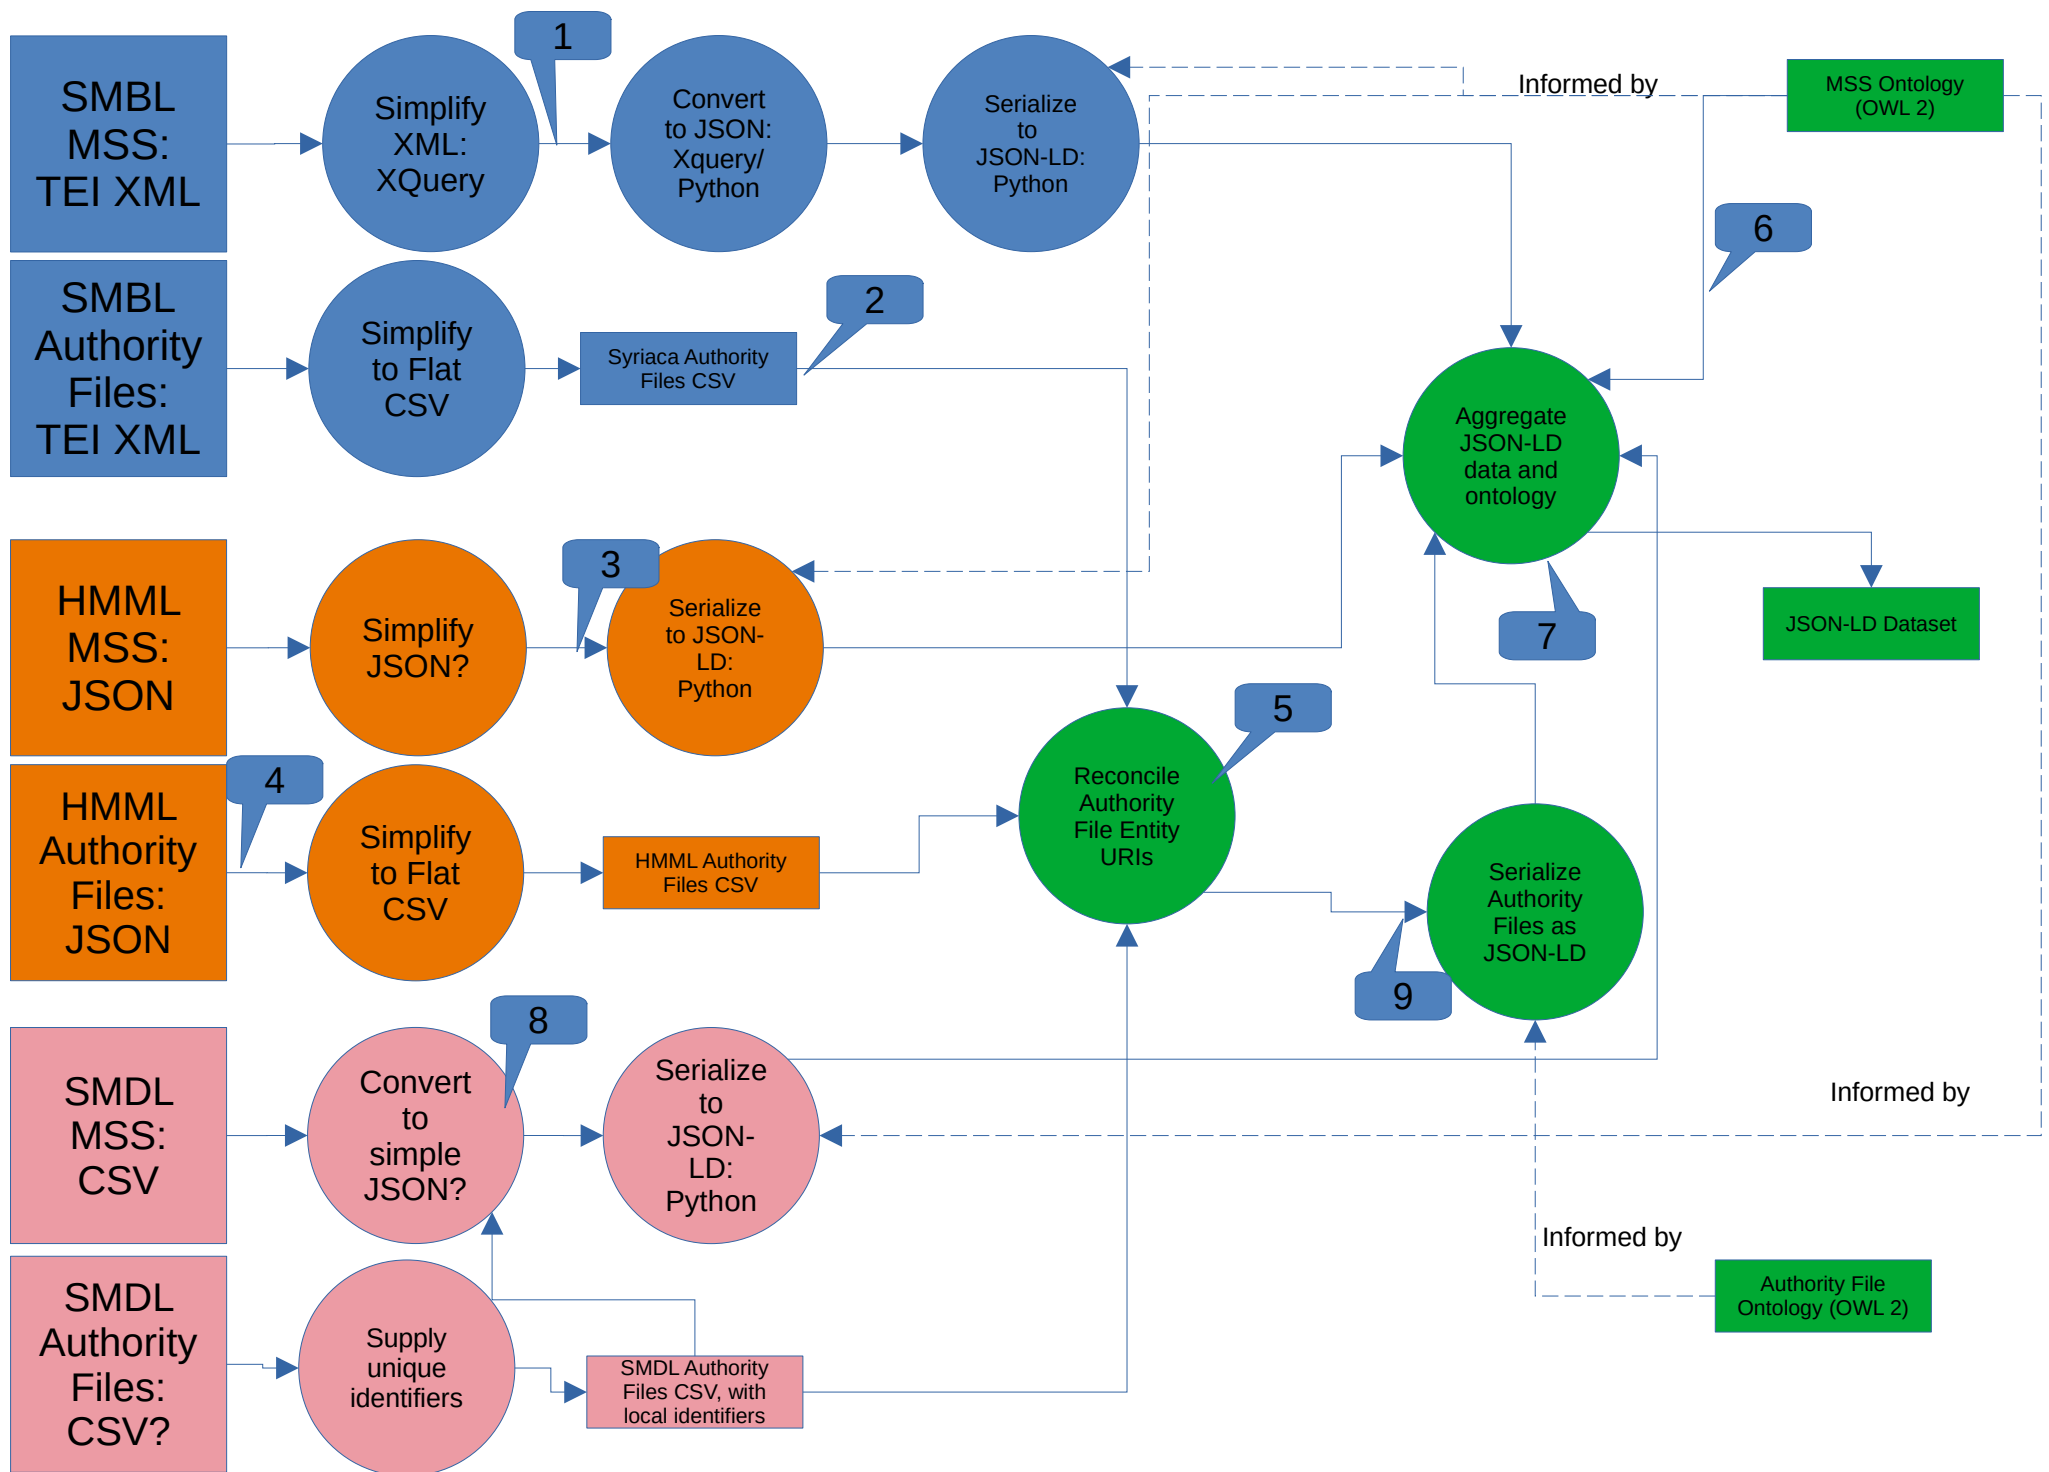 SMBL
MSS:
TEI XML
Simplify
XML:
XQuery
1
Convert
to JSON:
Xquery/
Python
Serialize
to
JSON-LD:
Python
Informed by
MSS Ontology
(OWL 2)
6
SMBL
Authority
Files:
TEI XML
Simplify
to Flat
CSV
Syriaca Authority
Files CSV
2
Aggregate
JSON-LD
data and
ontology
7
JSON-LD Dataset
HMML
MSS:
JSON
Simplify
JSON?
3
Serialize
to JSON-
LD:
Python
HMML
Authority
Files:
JSON
4
Simplify
to Flat
CSV
HMML Authority
Files CSV
Reconcile
Authority
File Entity
URIs
5
Serialize
Authority
Files as
JSON-LD
9
SMDL
MSS:
CSV
Convert
to
simple
JSON?
8
Serialize
to
JSON-
LD:
Python
Informed by
SMDL
Authority
Files:
CSV?
Supply
unique
identifiers
SMDL Authority
Files CSV, with
local identifiers
Informed by
Authority File
Ontology (OWL 2)